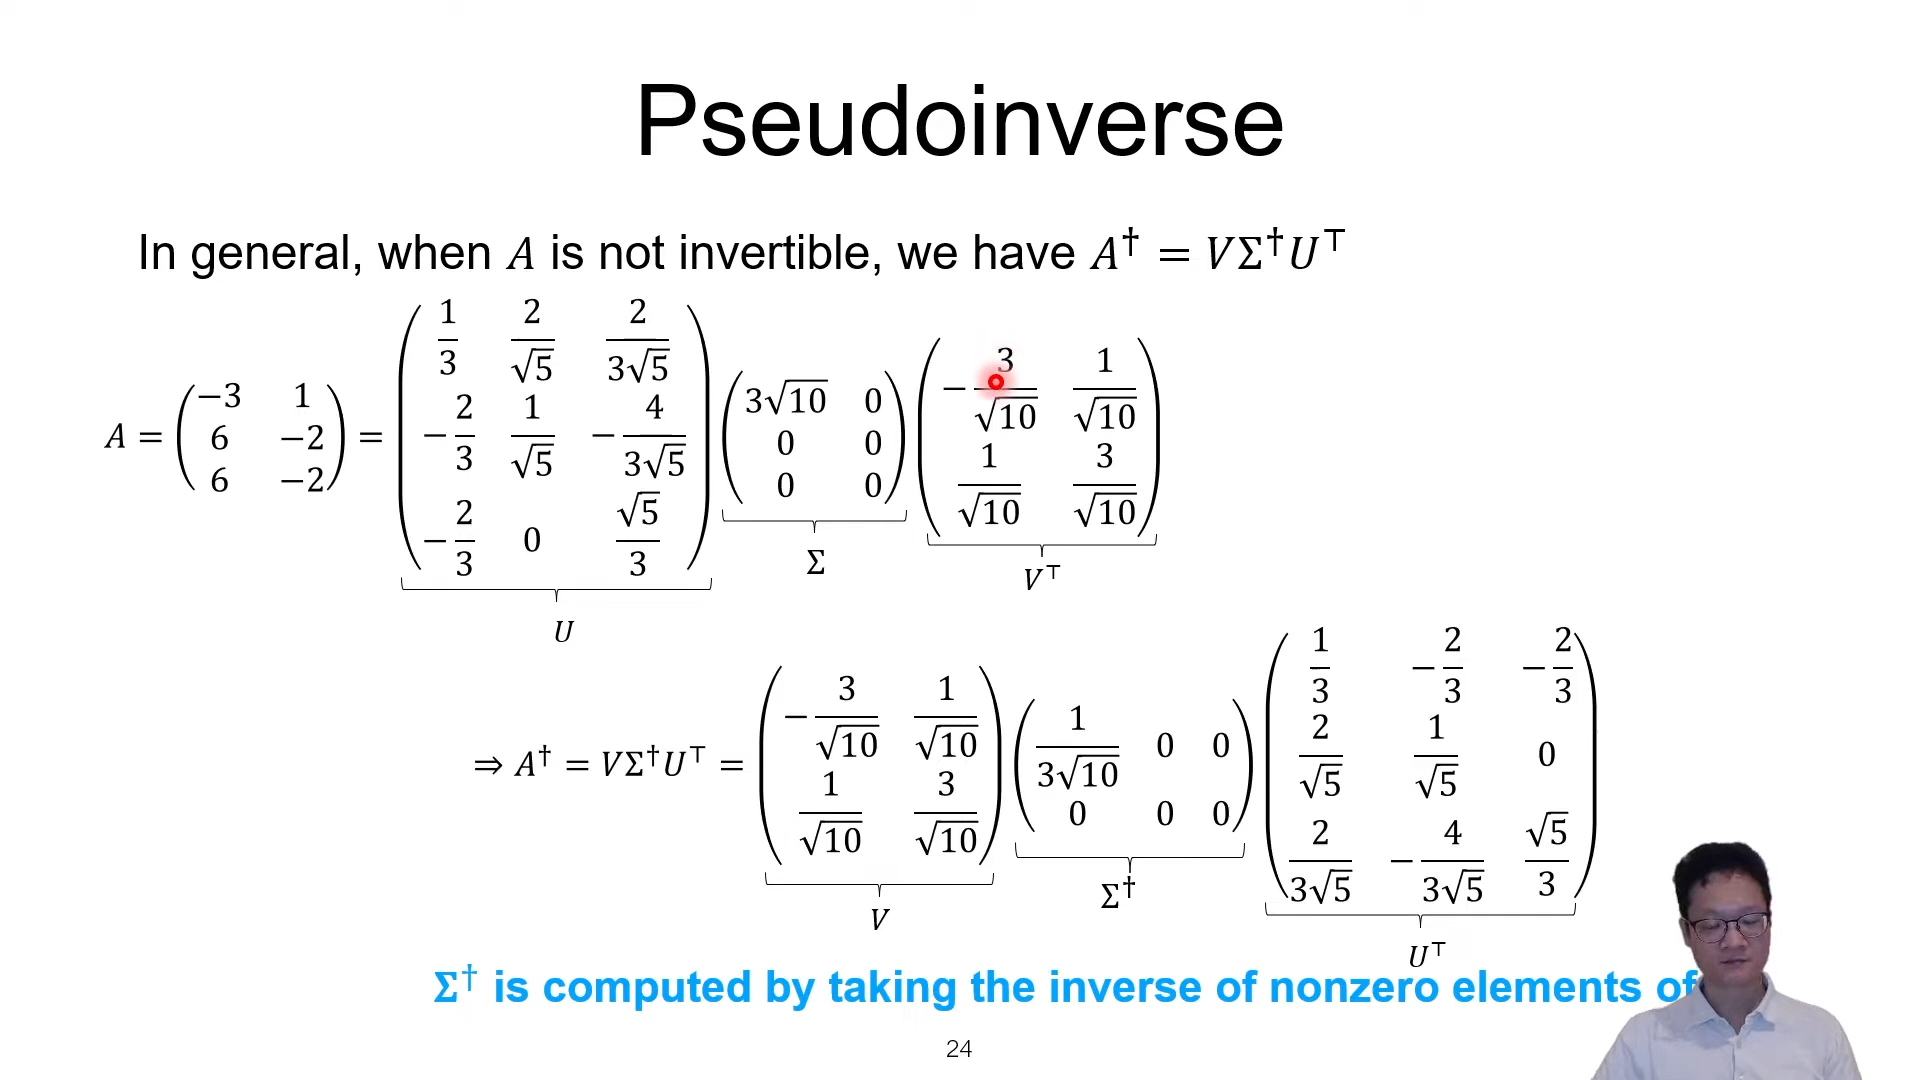 Pseudoinverse
In general, when A is not invertible, we have A† = VΣ†U⊤
A = (−3 1; 6 −2; 6 −2) = (1/3 2/√5 2/3√5; −2/3 1/√5 −4/3√5; −2/3 0 √5/3) (3√10 0; 0 0; 0 0) (−3/√10 1/√10; 1/√10 3/√10)
U Σ V⊤
⇒ A† = VΣ†U⊤ = (−3/√10 1/√10; 1/√10 3/√10) (1/3√10 0 0; 0 0 0) (1/3 −2/3 −2/3; 2/√5 1/√5 0; 2/3√5 −4/3√5 √5/3)
V Σ† U⊤
Σ† is computed by taking the inverse of nonzero elements of
24